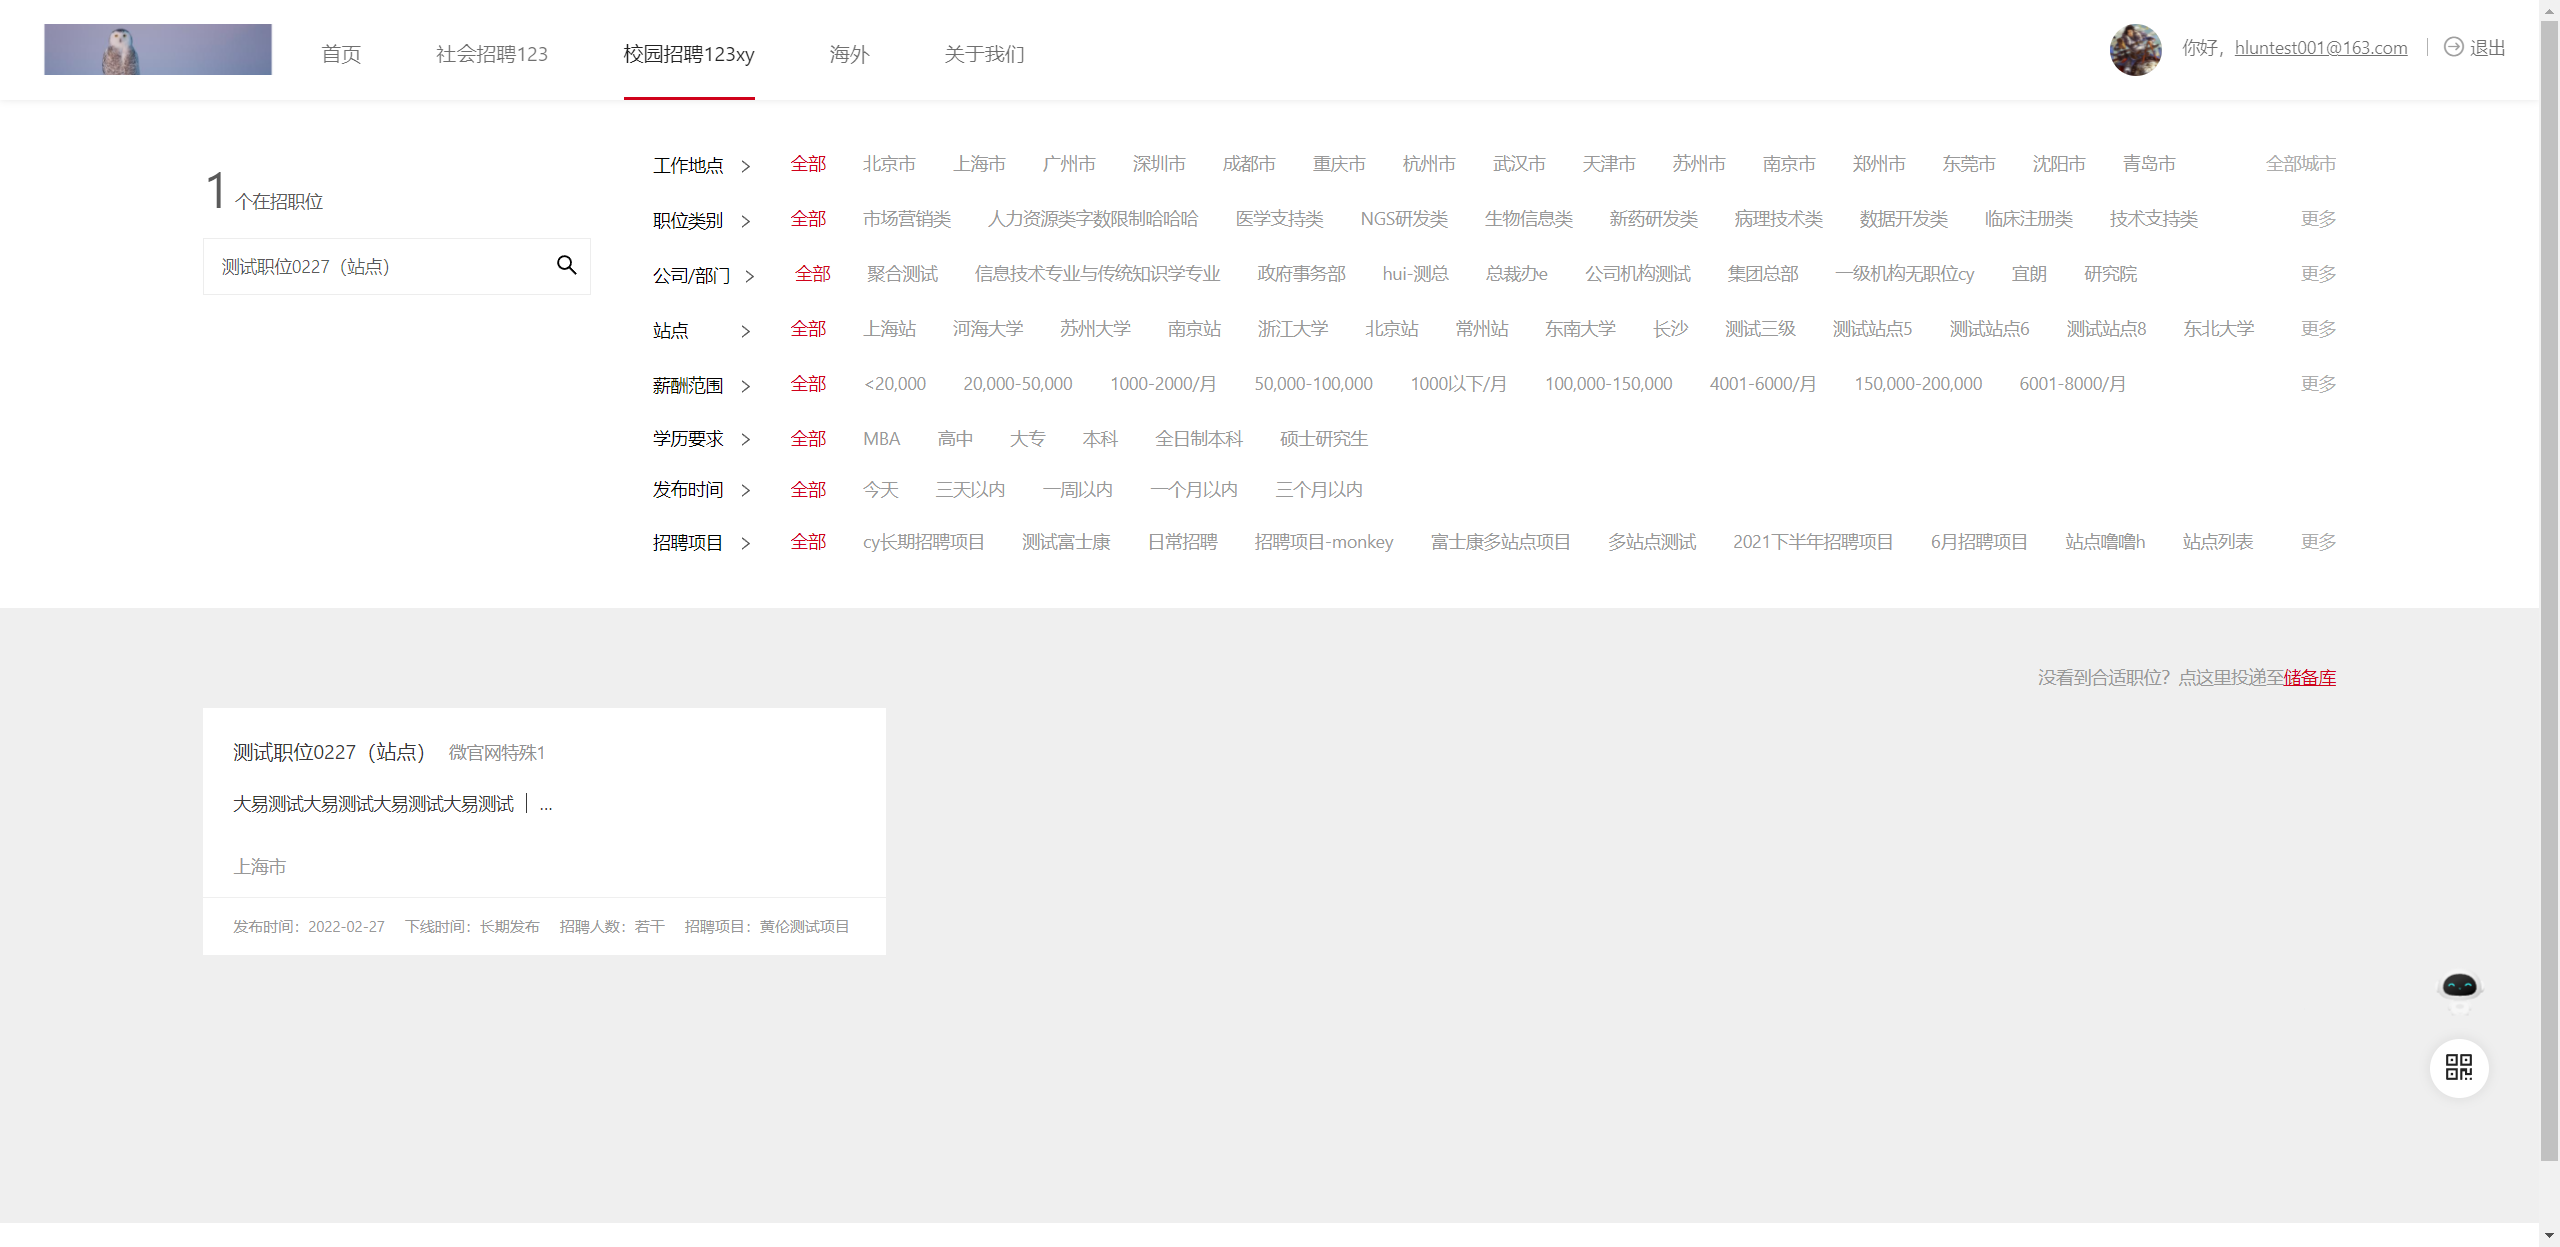 首页 社会招聘123 校园招聘123xy 海外 关于我们 你好，hluntest001@163.com 退出
1 个在招职位
测试职位0227（站点）
工作地点 > 全部 北京市 上海市 广州市 深圳市 成都市 重庆市 杭州市 武汉市 天津市 苏州市 南京市 郑州市 东莞市 沈阳市 青岛市 全部城市
职位类别 > 全部 市场营销类 人力资源类字数限制哈哈哈 医学支持类 NGS研发类 生物信息类 新药研发类 病理技术类 数据开发类 临床注册类 技术支持类 更多
公司/部门 > 全部 聚合测试 信息技术专业与传统知识学专业 政府事务部 hui-测总 总裁办e 公司机构测试 集团总部 一级机构无职位cy 宜朗 研究院 更多
站点 > 全部 上海站 河海大学 苏州大学 南京站 浙江大学 北京站 常州站 东南大学 长沙 测试三级 测试站点5 测试站点6 测试站点8 东北大学 更多
薪酬范围 > 全部 <20,000 20,000-50,000 1000-2000/月 50,000-100,000 1000以下/月 100,000-150,000 4001-6000/月 150,000-200,000 6001-8000/月 更多
学历要求 > 全部 MBA 高中 大专 本科 全日制本科 硕士研究生
发布时间 > 全部 今天 三天以内 一周以内 一个月以内 三个月以内
招聘项目 > 全部 cy长期招聘项目 测试富士康 日常招聘 招聘项目-monkey 富士康多站点项目 多站点测试 2021下半年招聘项目 6月招聘项目 站点噜噜h 站点列表 更多
没看到合适职位？点这里投递至储备库
测试职位0227（站点） 微官网特殊1
大易测试大易测试大易测试大易测试 | ...
上海市
发布时间：2022-02-27 下线时间：长期发布 招聘人数：若干 招聘项目：黄伦测试项目